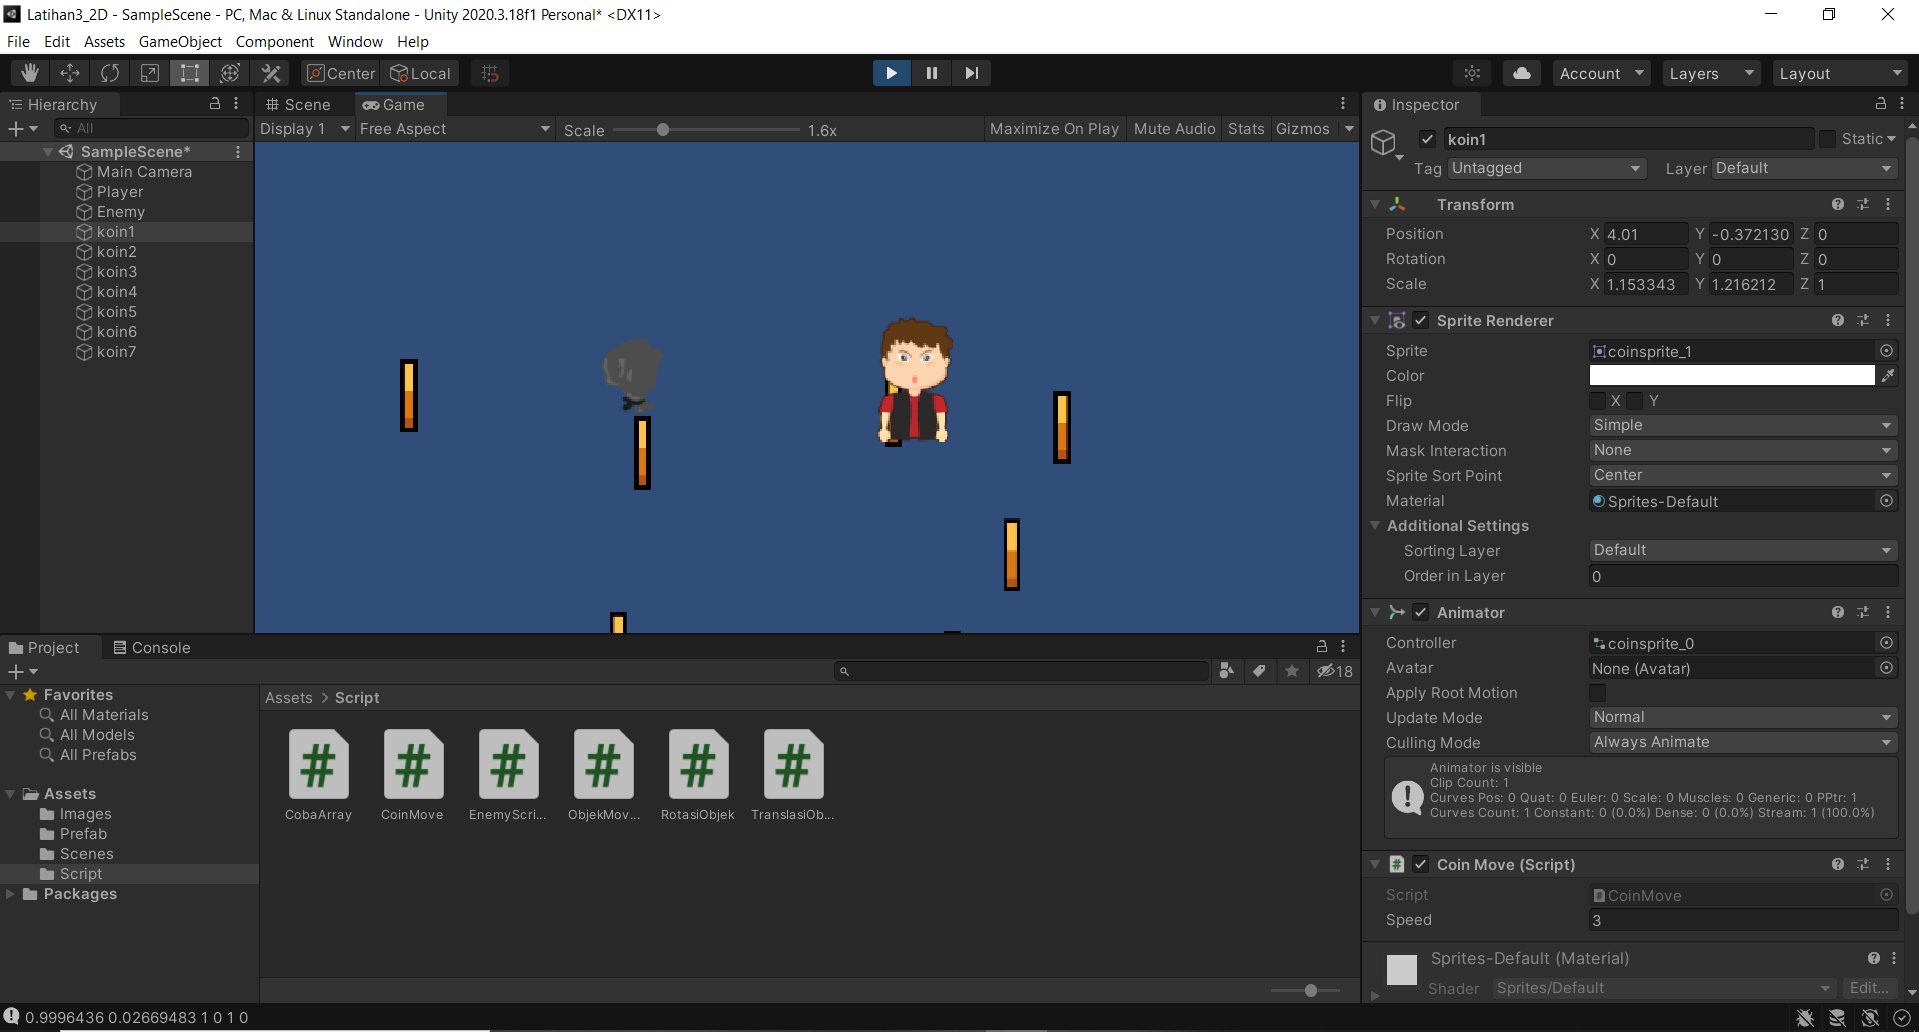 Latihan3_2D - SampleScene - PC, Mac & Linux Standalone - Unity 2020.3.18f1 Personal* <DX11>
File Edit Assets GameObject Component Window Help
Center Local Account Layers Layout
Hierarchy
All
SampleScene*
Main Camera
Player
Enemy
koin1
koin2
koin3
koin4
koin5
koin6
koin7
Scene Game
Display 1 Free Aspect Scale 1.6x Maximize On Play Mute Audio Stats Gizmos
Inspector
koin1 Static
Tag Untagged Layer Default
Transform
Position X 4.01 Y -0.372130 Z 0
Rotation X 0 Y 0 Z 0
Scale X 1.153343 Y 1.216212 Z 1
Sprite Renderer
Sprite coinsprite_1
Color
Flip X Y
Draw Mode Simple
Mask Interaction None
Sprite Sort Point Center
Material Sprites-Default
Additional Settings
Sorting Layer Default
Order in Layer 0
Animator
Controller coinsprite_0
Avatar None (Avatar)
Apply Root Motion
Update Mode Normal
Culling Mode Always Animate
Animator is visible
Clip Count: 1
Curves Pos: 0 Quat: 0 Euler: 0 Scale: 0 Muscles: 0 Generic: 0 PPtr: 1
Curves Count: 1 Constant: 0 (0.0%) Dense: 0 (0.0%) Stream: 1 (100.0%)
Coin Move (Script)
Script CoinMove
Speed 3
Sprites-Default (Material)
Shader Sprites/Default Edit...
Project Console
18
Favorites
All Materials
All Models
All Prefabs
Assets
Images
Prefab
Scenes
Script
Packages
Assets > Script
CobaArray CoinMove EnemyScri... ObjekMov... RotasiObjek TranslasiOb...
0.9996436 0.02669483 1 0 1 0